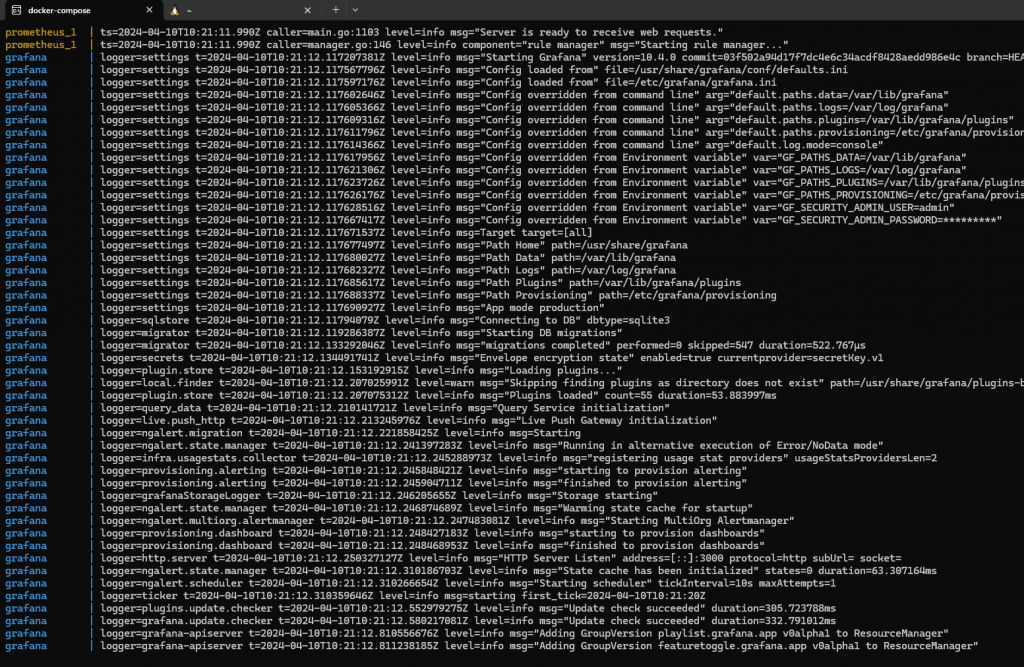 docker-compose
~
prometheus_1 | ts=2024-04-10T10:21:11.990Z caller=main.go:1103 level=info msg="Server is ready to receive web requests."
prometheus_1 | ts=2024-04-10T10:21:11.990Z caller=manager.go:146 level=info component="rule manager" msg="Starting rule manager..."
grafana | logger=settings t=2024-04-10T10:21:12.117207381Z level=info msg="Starting Grafana" version=10.4.0 commit=03f502a94d17f7dc4e6c34acdf8428aedd986e4c branch=HEA
grafana | logger=settings t=2024-04-10T10:21:12.117567796Z level=info msg="Config loaded from" file=/usr/share/grafana/conf/defaults.ini
grafana | logger=settings t=2024-04-10T10:21:12.117597176Z level=info msg="Config loaded from" file=/etc/grafana/grafana.ini
grafana | logger=settings t=2024-04-10T10:21:12.117602646Z level=info msg="Config overridden from command line" arg="default.paths.data=/var/lib/grafana"
grafana | logger=settings t=2024-04-10T10:21:12.117605366Z level=info msg="Config overridden from command line" arg="default.paths.logs=/var/log/grafana"
grafana | logger=settings t=2024-04-10T10:21:12.117609316Z level=info msg="Config overridden from command line" arg="default.paths.plugins=/var/lib/grafana/plugins"
grafana | logger=settings t=2024-04-10T10:21:12.117611796Z level=info msg="Config overridden from command line" arg="default.paths.provisioning=/etc/grafana/provision
grafana | logger=settings t=2024-04-10T10:21:12.117614366Z level=info msg="Config overridden from command line" arg="default.log.mode=console"
grafana | logger=settings t=2024-04-10T10:21:12.117617956Z level=info msg="Config overridden from Environment variable" var="GF_PATHS_DATA=/var/lib/grafana"
grafana | logger=settings t=2024-04-10T10:21:12.117621306Z level=info msg="Config overridden from Environment variable" var="GF_PATHS_LOGS=/var/log/grafana"
grafana | logger=settings t=2024-04-10T10:21:12.117623726Z level=info msg="Config overridden from Environment variable" var="GF_PATHS_PLUGINS=/var/lib/grafana/plugins
grafana | logger=settings t=2024-04-10T10:21:12.117626176Z level=info msg="Config overridden from Environment variable" var="GF_PATHS_PROVISIONING=/etc/grafana/provis
grafana | logger=settings t=2024-04-10T10:21:12.117628516Z level=info msg="Config overridden from Environment variable" var="GF_SECURITY_ADMIN_USER=admin"
grafana | logger=settings t=2024-04-10T10:21:12.117667417Z level=info msg="Config overridden from Environment variable" var="GF_SECURITY_ADMIN_PASSWORD=*********"
grafana | logger=settings t=2024-04-10T10:21:12.117671537Z level=info msg=Target target=[all]
grafana | logger=settings t=2024-04-10T10:21:12.117677497Z level=info msg="Path Home" path=/usr/share/grafana
grafana | logger=settings t=2024-04-10T10:21:12.117680027Z level=info msg="Path Data" path=/var/lib/grafana
grafana | logger=settings t=2024-04-10T10:21:12.117682327Z level=info msg="Path Logs" path=/var/log/grafana
grafana | logger=settings t=2024-04-10T10:21:12.117685617Z level=info msg="Path Plugins" path=/var/lib/grafana/plugins
grafana | logger=settings t=2024-04-10T10:21:12.117688337Z level=info msg="Path Provisioning" path=/etc/grafana/provisioning
grafana | logger=settings t=2024-04-10T10:21:12.117690927Z level=info msg="App mode production"
grafana | logger=sqlstore t=2024-04-10T10:21:12.11794079Z level=info msg="Connecting to DB" dbtype=sqlite3
grafana | logger=migrator t=2024-04-10T10:21:12.119286387Z level=info msg="Starting DB migrations"
grafana | logger=migrator t=2024-04-10T10:21:12.133292046Z level=info msg="migrations completed" performed=0 skipped=547 duration=522.767µs
grafana | logger=secrets t=2024-04-10T10:21:12.134491741Z level=info msg="Envelope encryption state" enabled=true currentprovider=secretKey.v1
grafana | logger=plugin.store t=2024-04-10T10:21:12.153192915Z level=info msg="Loading plugins..."
grafana | logger=local.finder t=2024-04-10T10:21:12.207025991Z level=warn msg="Skipping finding plugins as directory does not exist" path=/usr/share/grafana/plugins-b
grafana | logger=plugin.store t=2024-04-10T10:21:12.207075312Z level=info msg="Plugins loaded" count=55 duration=53.883997ms
grafana | logger=query_data t=2024-04-10T10:21:12.210141721Z level=info msg="Query Service initialization"
grafana | logger=live.push_http t=2024-04-10T10:21:12.213245976Z level=info msg="Live Push Gateway initialization"
grafana | logger=ngalert.migration t=2024-04-10T10:21:12.221858425Z level=info msg=Starting
grafana | logger=ngalert.state.manager t=2024-04-10T10:21:12.241397283Z level=info msg="Running in alternative execution of Error/NoData mode"
grafana | logger=infra.usagestats.collector t=2024-04-10T10:21:12.245288973Z level=info msg="registering usage stat providers" usageStatsProvidersLen=2
grafana | logger=provisioning.alerting t=2024-04-10T10:21:12.245848421Z level=info msg="starting to provision alerting"
grafana | logger=provisioning.alerting t=2024-04-10T10:21:12.245904711Z level=info msg="finished to provision alerting"
grafana | logger=grafanaStorageLogger t=2024-04-10T10:21:12.246205655Z level=info msg="Storage starting"
grafana | logger=ngalert.state.manager t=2024-04-10T10:21:12.246874689Z level=info msg="Warming state cache for startup"
grafana | logger=ngalert.multiorg.alertmanager t=2024-04-10T10:21:12.247483081Z level=info msg="Starting MultiOrg Alertmanager"
grafana | logger=provisioning.dashboard t=2024-04-10T10:21:12.248427183Z level=info msg="starting to provision dashboards"
grafana | logger=provisioning.dashboard t=2024-04-10T10:21:12.248468953Z level=info msg="finished to provision dashboards"
grafana | logger=http.server t=2024-04-10T10:21:12.250327127Z level=info msg="HTTP Server Listen" address=[::]:3000 protocol=http subUrl= socket=
grafana | logger=ngalert.state.manager t=2024-04-10T10:21:12.310186703Z level=info msg="State cache has been initialized" states=0 duration=63.307164ms
grafana | logger=ngalert.scheduler t=2024-04-10T10:21:12.310266654Z level=info msg="Starting scheduler" tickInterval=10s maxAttempts=1
grafana | logger=ticker t=2024-04-10T10:21:12.310359646Z level=info msg=starting first_tick=2024-04-10T10:21:20Z
grafana | logger=plugins.update.checker t=2024-04-10T10:21:12.552979275Z level=info msg="Update check succeeded" duration=305.723788ms
grafana | logger=grafana.update.checker t=2024-04-10T10:21:12.580217081Z level=info msg="Update check succeeded" duration=332.791012ms
grafana | logger=grafana-apiserver t=2024-04-10T10:21:12.810556676Z level=info msg="Adding GroupVersion playlist.grafana.app v0alpha1 to ResourceManager"
grafana | logger=grafana-apiserver t=2024-04-10T10:21:12.811238185Z level=info msg="Adding GroupVersion featuretoggle.grafana.app v0alpha1 to ResourceManager"